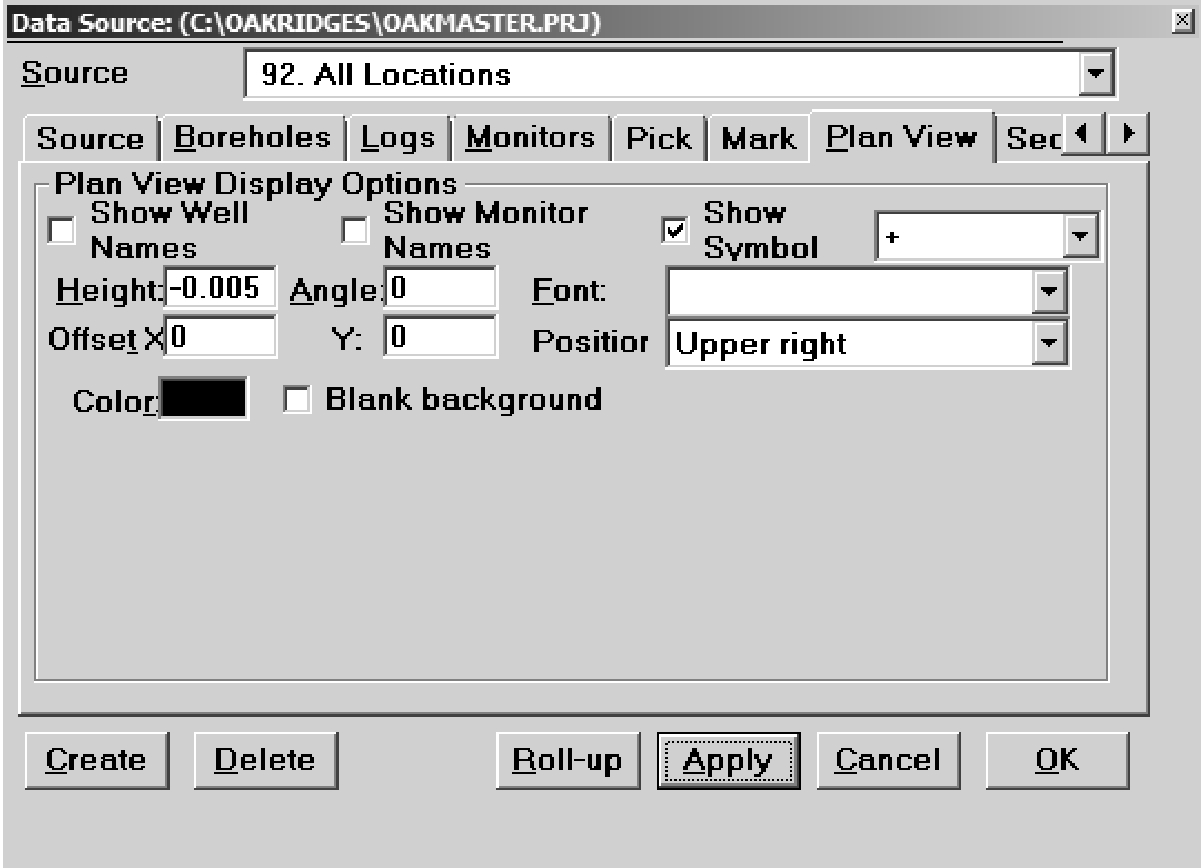 Data Source: (C:\OAKRIDGES\OAKMASTER.PRJ)
Source 92. All Locations
Source Boreholes Logs Monitors Pick Mark Plan View Sec
Plan View Display Options
Show Well Names Show Monitor Names Show Symbol +
Height: -0.005 Angle: 0 Font:
Offset X 0 Y: 0 Position Upper right
Color: Blank background
Create Delete Roll-up Apply Cancel OK